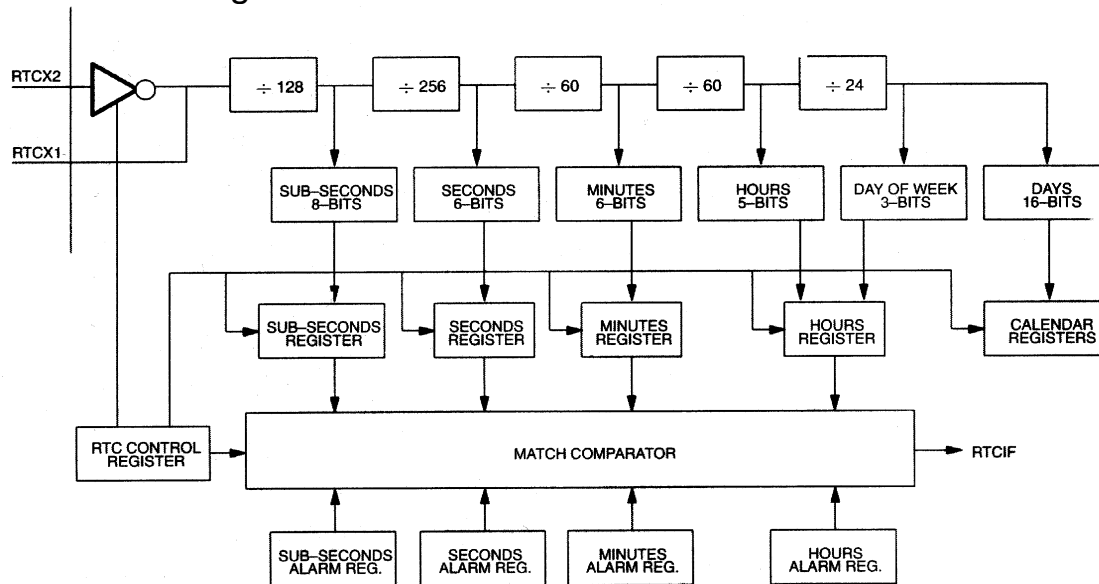 RTCX2
RTCX1
÷ 128
÷ 256
÷ 60
÷ 60
÷ 24
SUB–SECONDS
8–BITS
SECONDS
6–BITS
MINUTES
6–BITS
HOURS
5–BITS
DAY OF WEEK
3–BITS
DAYS
16–BITS
SUB–SECONDS
REGISTER
SECONDS
REGISTER
MINUTES
REGISTER
HOURS
REGISTER
CALENDAR
REGISTERS
RTC CONTROL
REGISTER
MATCH COMPARATOR
RTCIF
SUB–SECONDS
ALARM REG.
SECONDS
ALARM REG.
MINUTES
ALARM REG.
HOURS
ALARM REG.